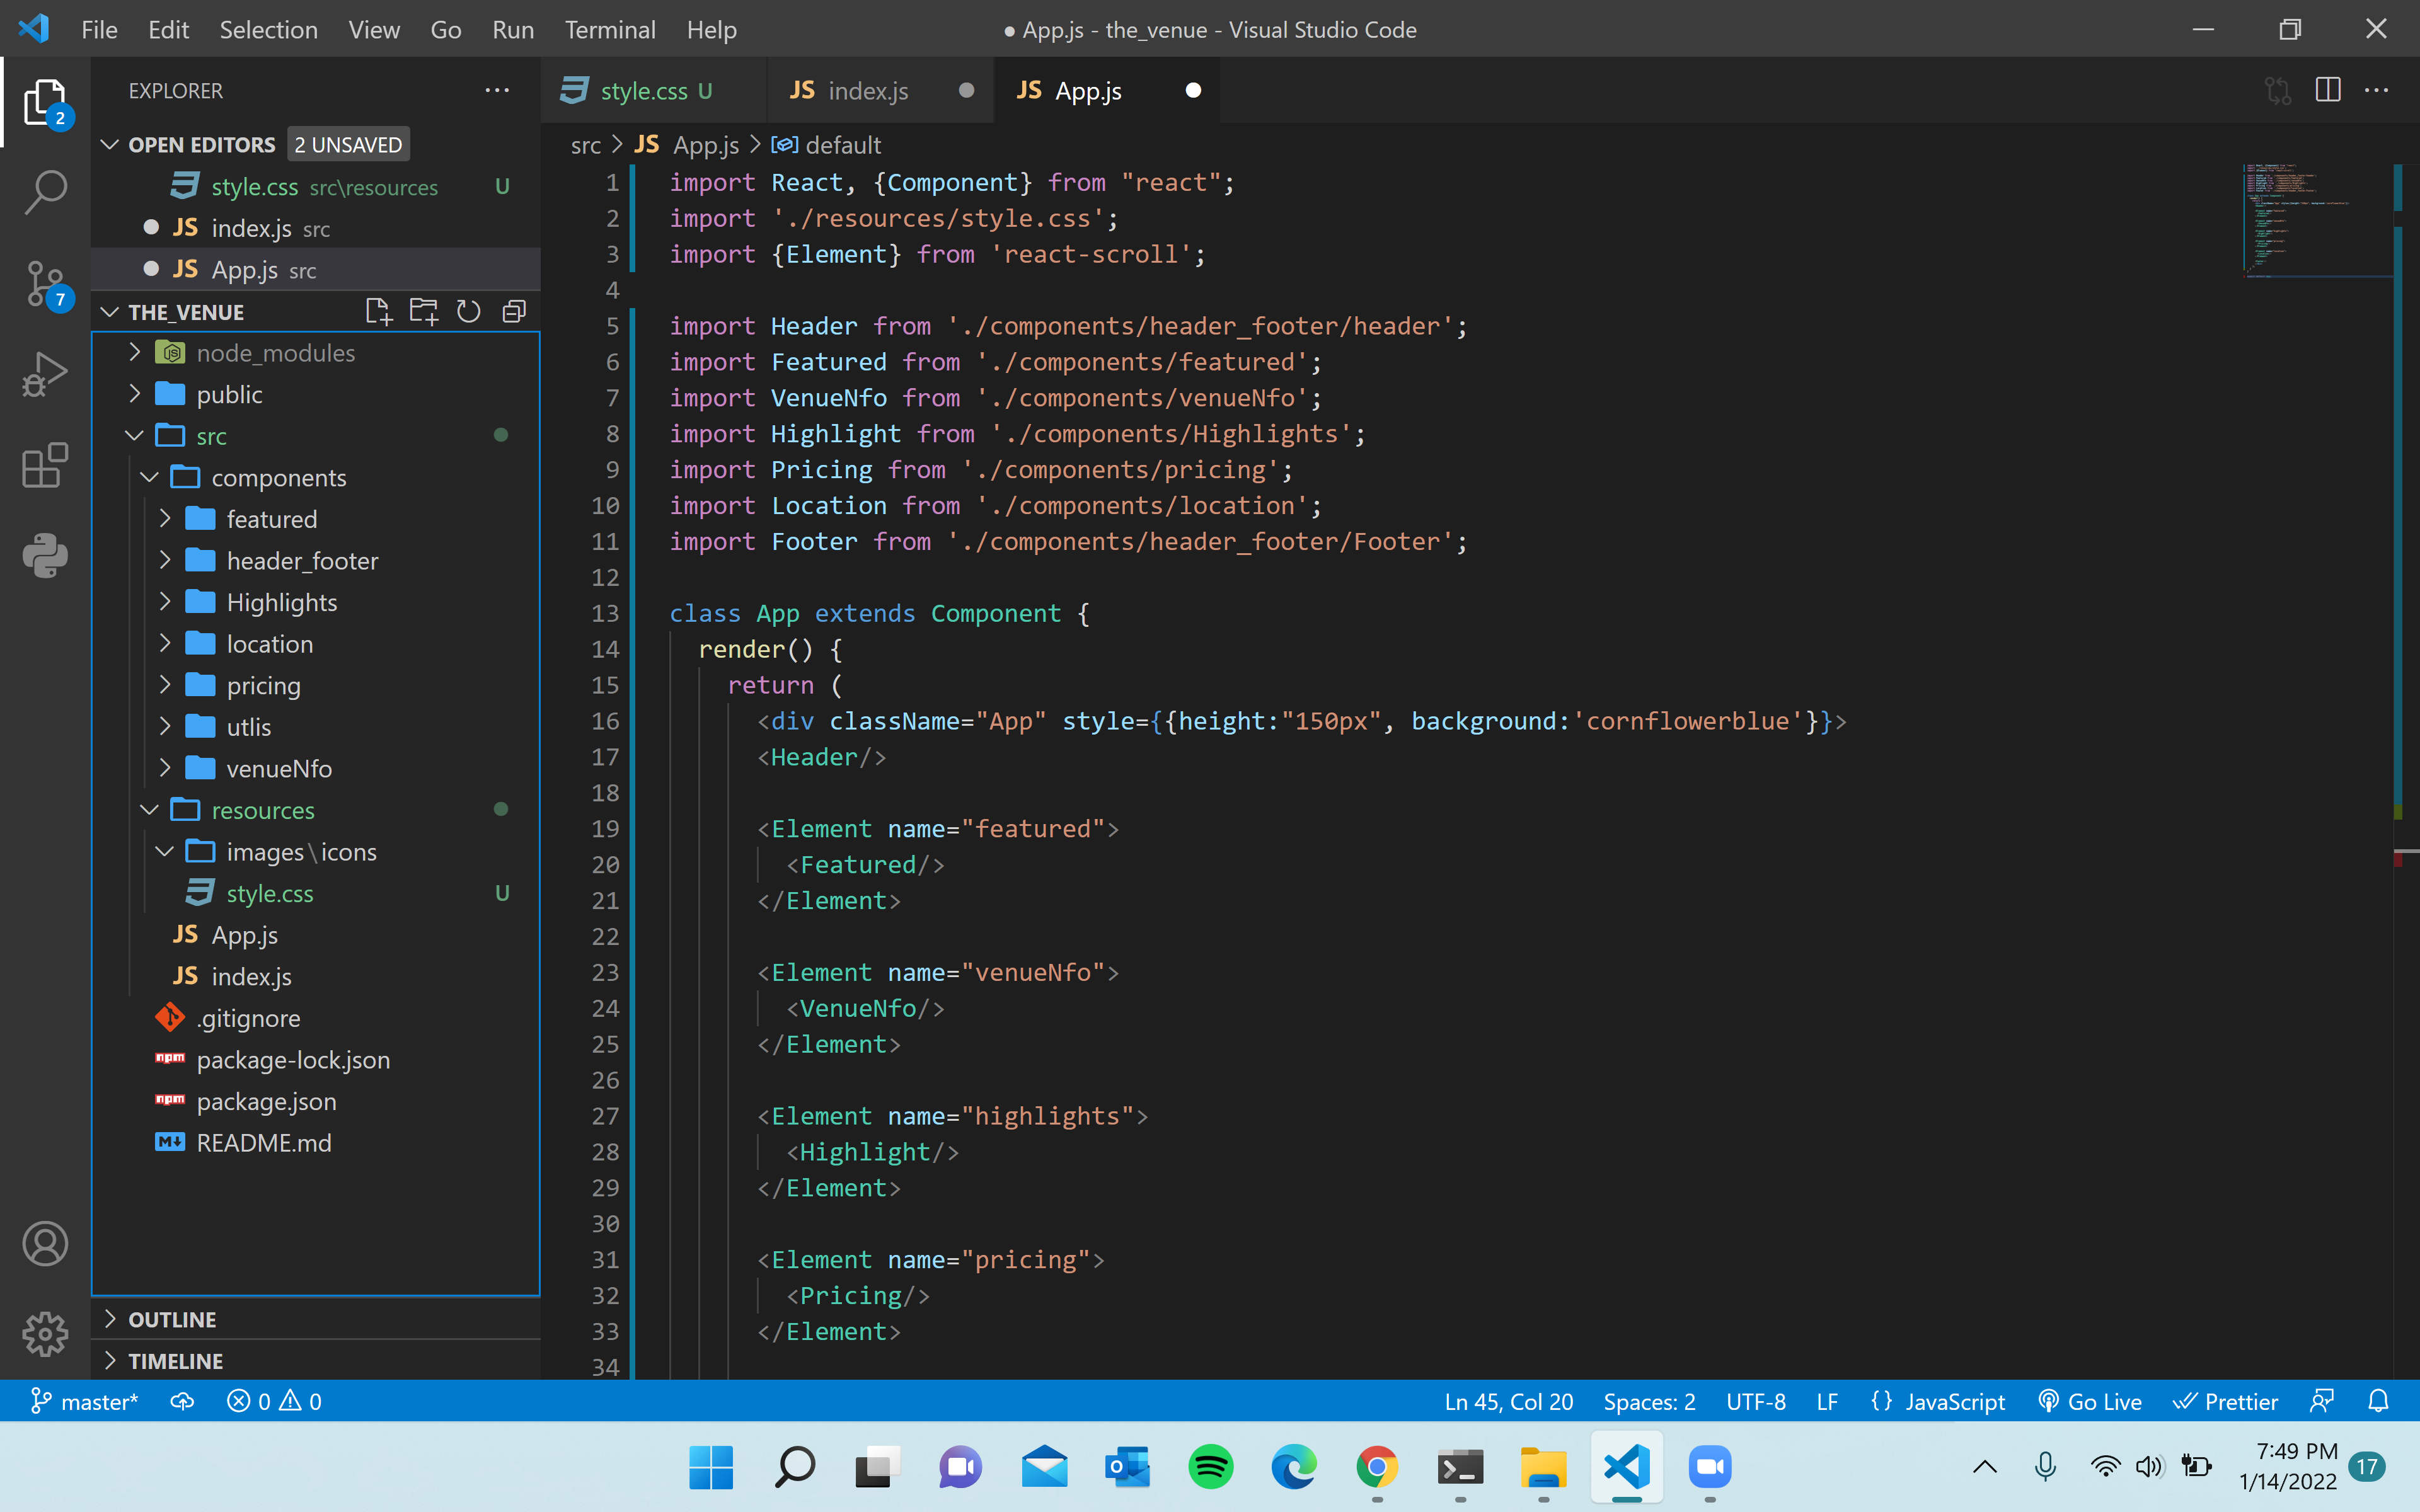 File Edit Selection View Go Run Terminal Help
● App.js - the_venue - Visual Studio Code
EXPLORER
2
OPEN EDITORS 2 UNSAVED
style.css src\resources U
JS index.js src
JS App.js src
7
THE_VENUE
node_modules
public
src
components
featured
header_footer
Highlights
location
pricing
utlis
venueNfo
resources
images\icons
style.css U
JS App.js
JS index.js
.gitignore
npm package-lock.json
npm package.json
README.md
OUTLINE
TIMELINE
style.css U
JS index.js
JS App.js
src > JS App.js > default
1 import React, {Component} from "react";
2 import './resources/style.css';
3 import {Element} from 'react-scroll';
4
5 import Header from './components/header_footer/header';
6 import Featured from './components/featured';
7 import VenueNfo from './components/venueNfo';
8 import Highlight from './components/Highlights';
9 import Pricing from './components/pricing';
10 import Location from './components/location';
11 import Footer from './components/header_footer/Footer';
12
13 class App extends Component {
14 render() {
15 return (
16 <div className="App" style={{height:"150px", background:'cornflowerblue'}}>
17 <Header/>
18
19 <Element name="featured">
20 <Featured/>
21 </Element>
22
23 <Element name="venueNfo">
24 <VenueNfo/>
25 </Element>
26
27 <Element name="highlights">
28 <Highlight/>
29 </Element>
30
31 <Element name="pricing">
32 <Pricing/>
33 </Element>
34
master* 0 0
Ln 45, Col 20 Spaces: 2 UTF-8 LF {} JavaScript Go Live Prettier
7:49 PM
1/14/2022 17